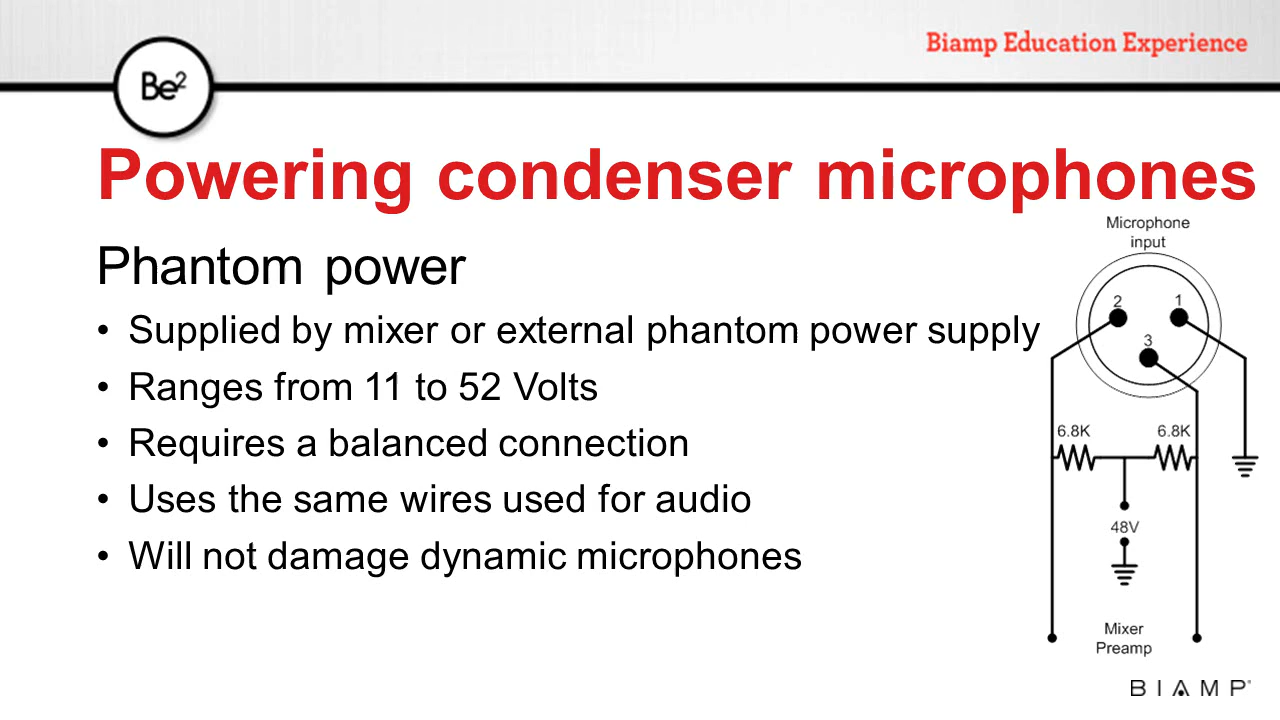 Biamp Education Experience
Be²
Powering condenser microphones
Phantom power
• Supplied by mixer or external phantom power supply
• Ranges from 11 to 52 Volts
• Requires a balanced connection
• Uses the same wires used for audio
• Will not damage dynamic microphones
Microphone
input
2
1
3
6.8K
6.8K
48V
Mixer
Preamp
BIAMP